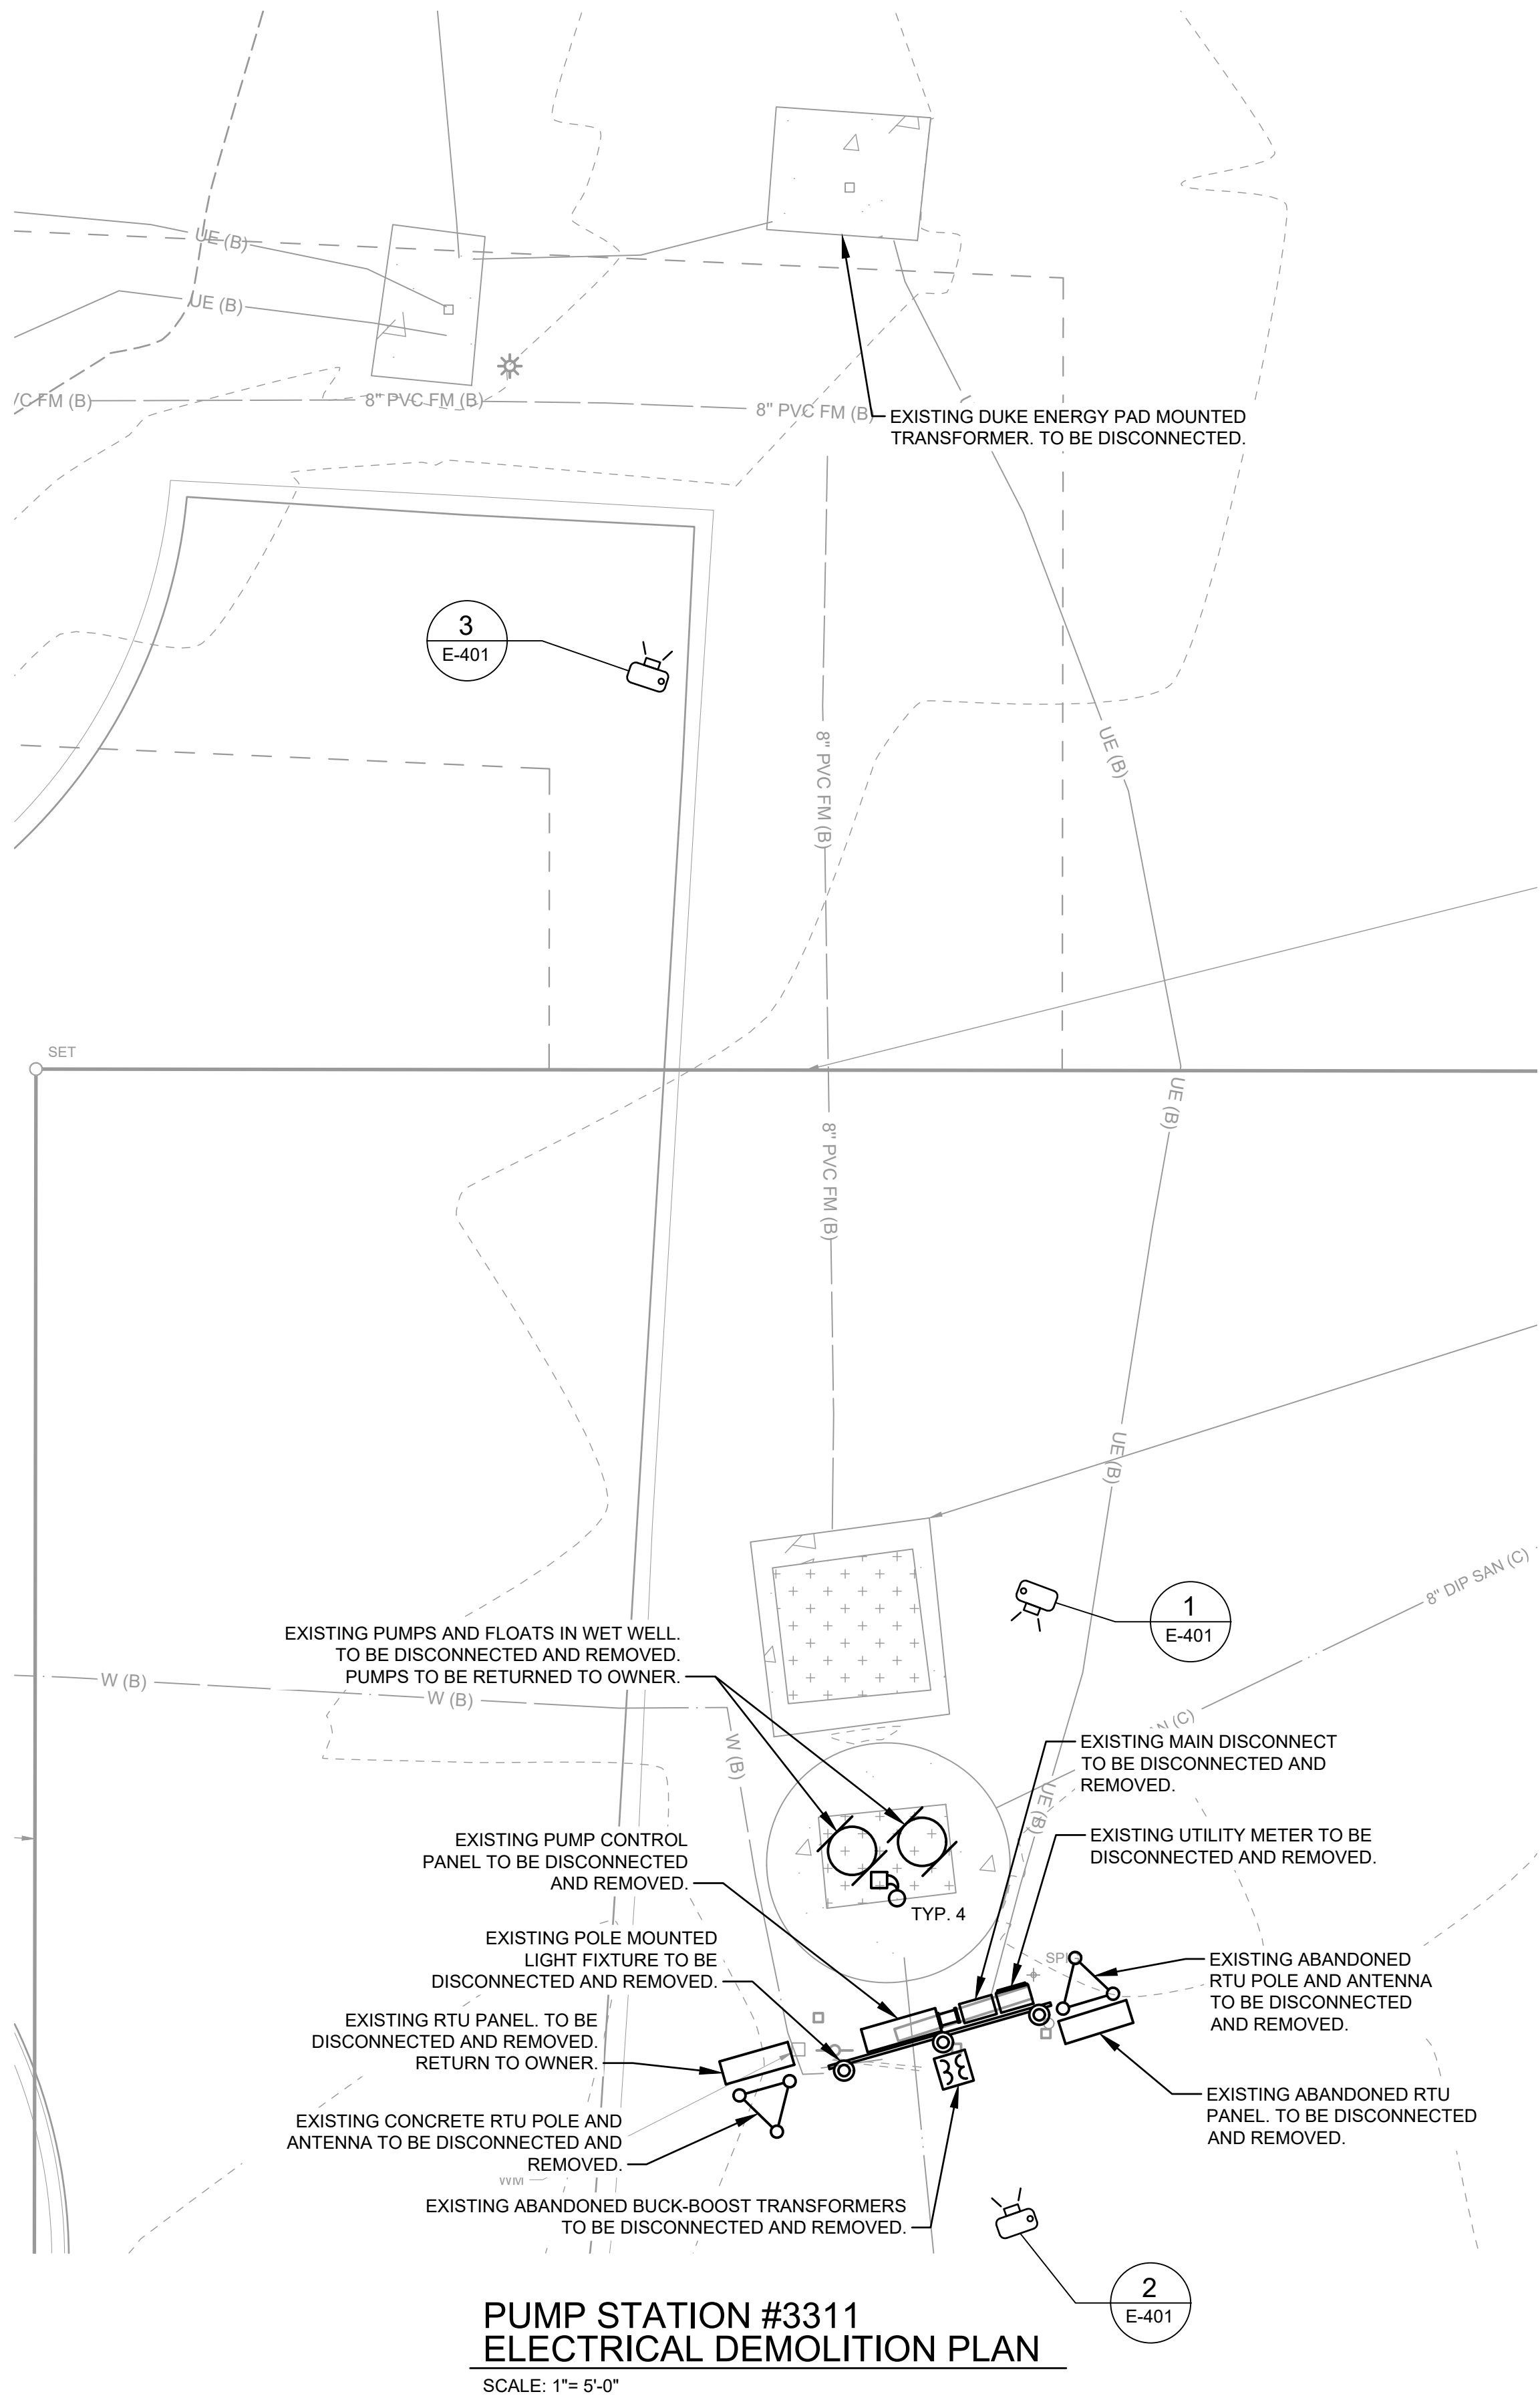 UE (B)
UE (B)
8" PVC FM (B)
8" PVC FM (B)
EXISTING DUKE ENERGY PAD MOUNTED
TRANSFORMER. TO BE DISCONNECTED.
3
E-401
8" PVC FM (B)
UE (B)
SET
UE (B)
8" PVC FM (B)
UE (B)
8" DIP SAN (C)
1
E-401
EXISTING PUMPS AND FLOATS IN WET WELL.
TO BE DISCONNECTED AND REMOVED.
PUMPS TO BE RETURNED TO OWNER.
W (B)
W (B)
W (B)
EXISTING MAIN DISCONNECT
TO BE DISCONNECTED AND
REMOVED.
UE (B)
EXISTING UTILITY METER TO BE
DISCONNECTED AND REMOVED.
EXISTING PUMP CONTROL
PANEL TO BE DISCONNECTED
AND REMOVED.
TYP. 4
EXISTING POLE MOUNTED
LIGHT FIXTURE TO BE
DISCONNECTED AND REMOVED.
EXISTING ABANDONED
RTU POLE AND ANTENNA
TO BE DISCONNECTED
AND REMOVED.
EXISTING RTU PANEL. TO BE
DISCONNECTED AND REMOVED.
RETURN TO OWNER.
EXISTING ABANDONED RTU
PANEL. TO BE DISCONNECTED
AND REMOVED.
EXISTING CONCRETE RTU POLE AND
ANTENNA TO BE DISCONNECTED AND
REMOVED.
WM
EXISTING ABANDONED BUCK-BOOST TRANSFORMERS
TO BE DISCONNECTED AND REMOVED.
2
E-401
PUMP STATION #3311
ELECTRICAL DEMOLITION PLAN
SCALE: 1"= 5'-0"